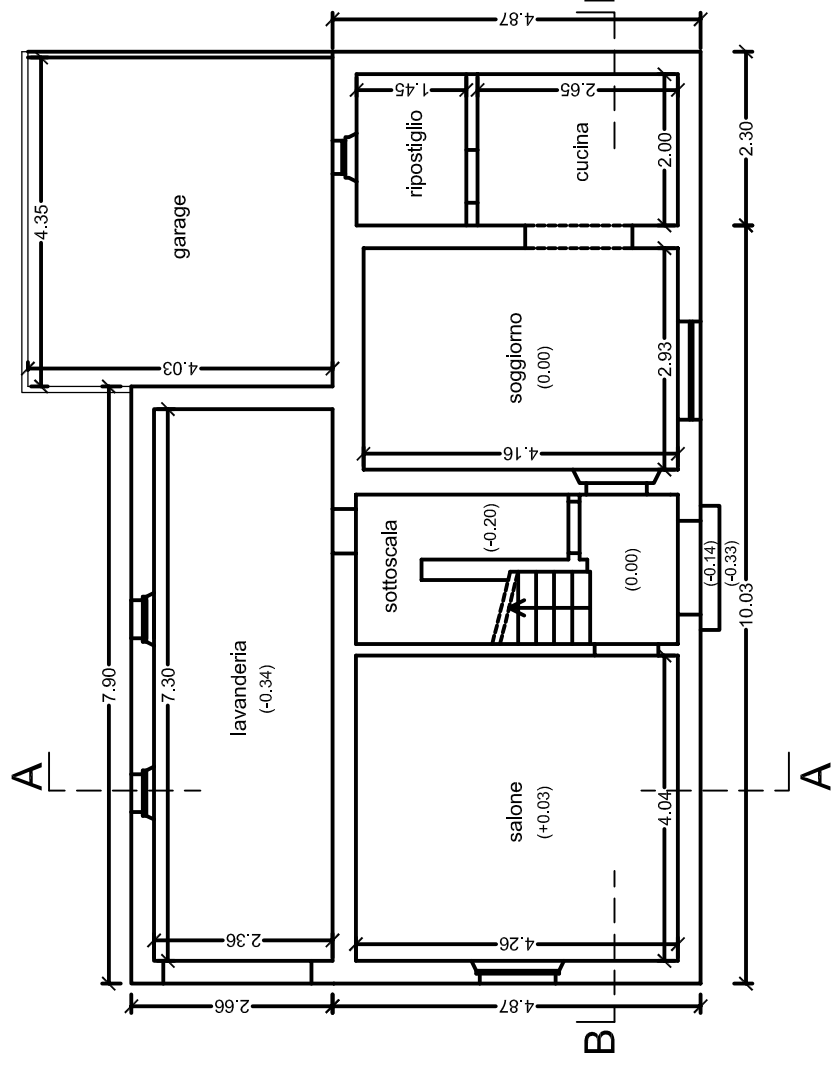 4.87
4.35
garage
4.03
1.45
ripostiglio
2.65
cucina
2.00
2.30
7.90
7.30
lavanderia
(-0.34)
2.36
sottoscala
(-0.20)
soggiorno
(0.00)
2.93
4.16
(0.00)
(-0.14)
(-0.33)
10.03
salone
(+0.03)
4.04
4.26
A
A
2.66
4.87
B